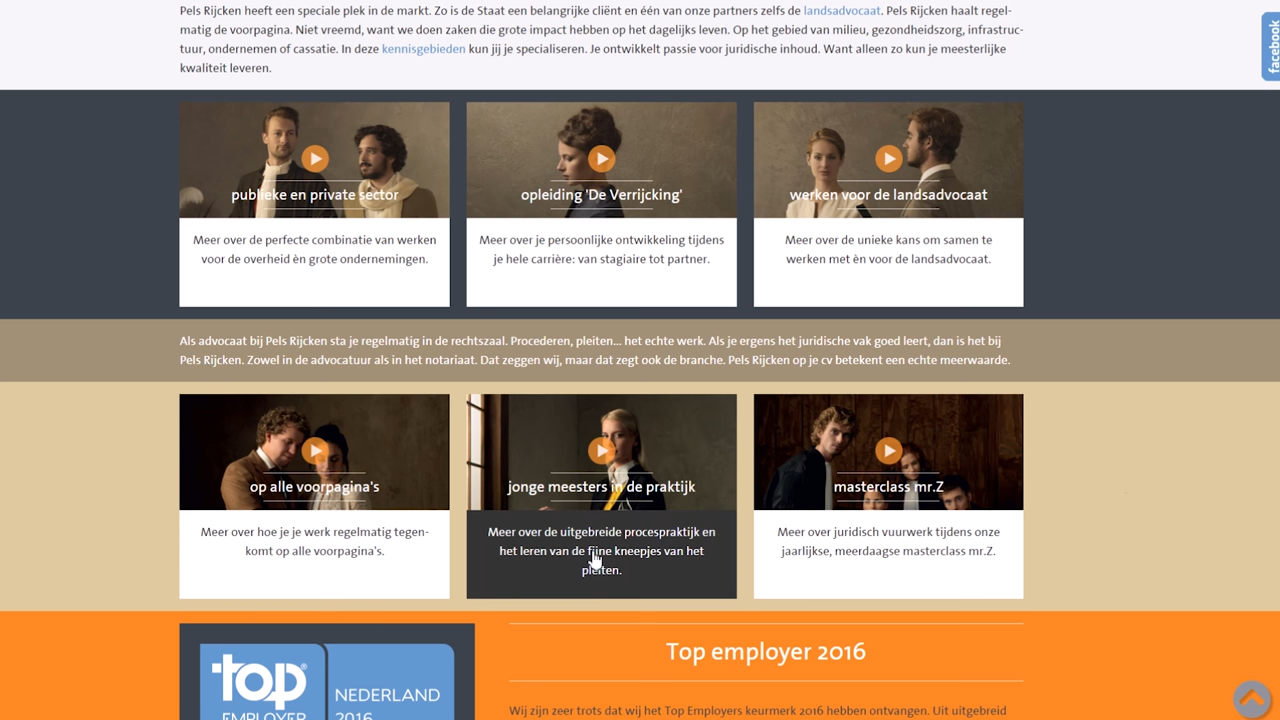 Pels Rijcken heeft een speciale plek in de markt. Zo is de Staat een belangrijke cliënt en één van onze partners zelfs de landsadvocaat. Pels Rijcken haalt regel-
matig de voorpagina. Niet vreemd, want we doen zaken die grote impact hebben op het dagelijks leven. Op het gebied van milieu, gezondheidszorg, infrastruc-
tuur, ondernemen of cassatie. In deze kennisgebieden kun jij je specialiseren. Je ontwikkelt passie voor juridische inhoud. Want alleen zo kun je meesterlijke
kwaliteit leveren.
facebook
publieke en private sector
opleiding 'De Verrijcking'
werken voor de landsadvocaat
Meer over de perfecte combinatie van werken
voor de overheid èn grote ondernemingen.
Meer over je persoonlijke ontwikkeling tijdens
je hele carrière: van stagiaire tot partner.
Meer over de unieke kans om samen te
werken mèt èn voor de landsadvocaat.
Als advocaat bij Pels Rijcken sta je regelmatig in de rechtszaal. Procederen, pleiten... het echte werk. Als je ergens het juridische vak goed leert, dan is het bij
Pels Rijcken. Zowel in de advocatuur als in het notariaat. Dat zeggen wij, maar dat zegt ook de branche. Pels Rijcken op je cv betekent een echte meerwaarde.
op alle voorpagina's
jonge meesters in de praktijk
masterclass mr.Z
Meer over hoe je je werk regelmatig tegen-
komt op alle voorpagina's.
Meer over de uitgebreide procespraktijk en
het leren van de fijne kneepjes van het
pleiten.
Meer over juridisch vuurwerk tijdens onze
jaarlijkse, meerdaagse masterclass mr.Z.
top
EMPLOYER
NEDERLAND
2016
Top employer 2016
Wij zijn zeer trots dat wij het Top Employers keurmerk 2016 hebben ontvangen. Uit uitgebreid